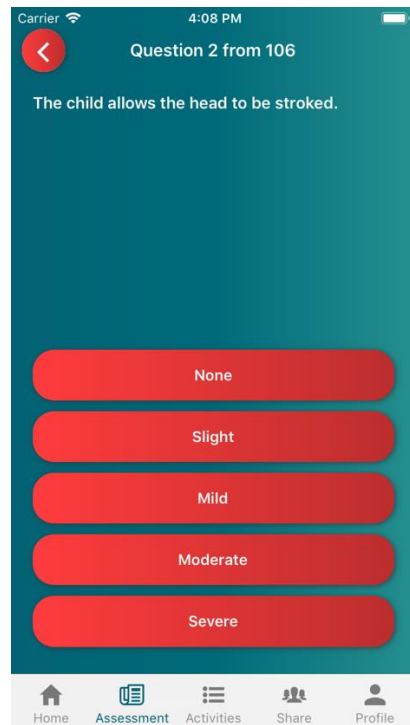 Carrier 4:08 PM
Question 2 from 106
The child allows the head to be stroked.
None
Slight
Mild
Moderate
Severe
Home Assessment Activities Share Profile